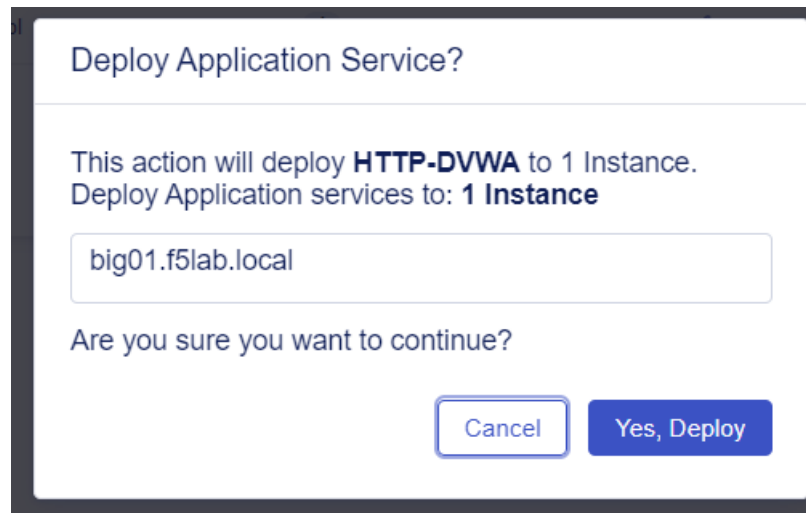 Deploy Application Service?
This action will deploy HTTP-DVWA to 1 Instance.
Deploy Application services to: 1 Instance
big01.f5lab.local
Are you sure you want to continue?
Cancel
Yes, Deploy